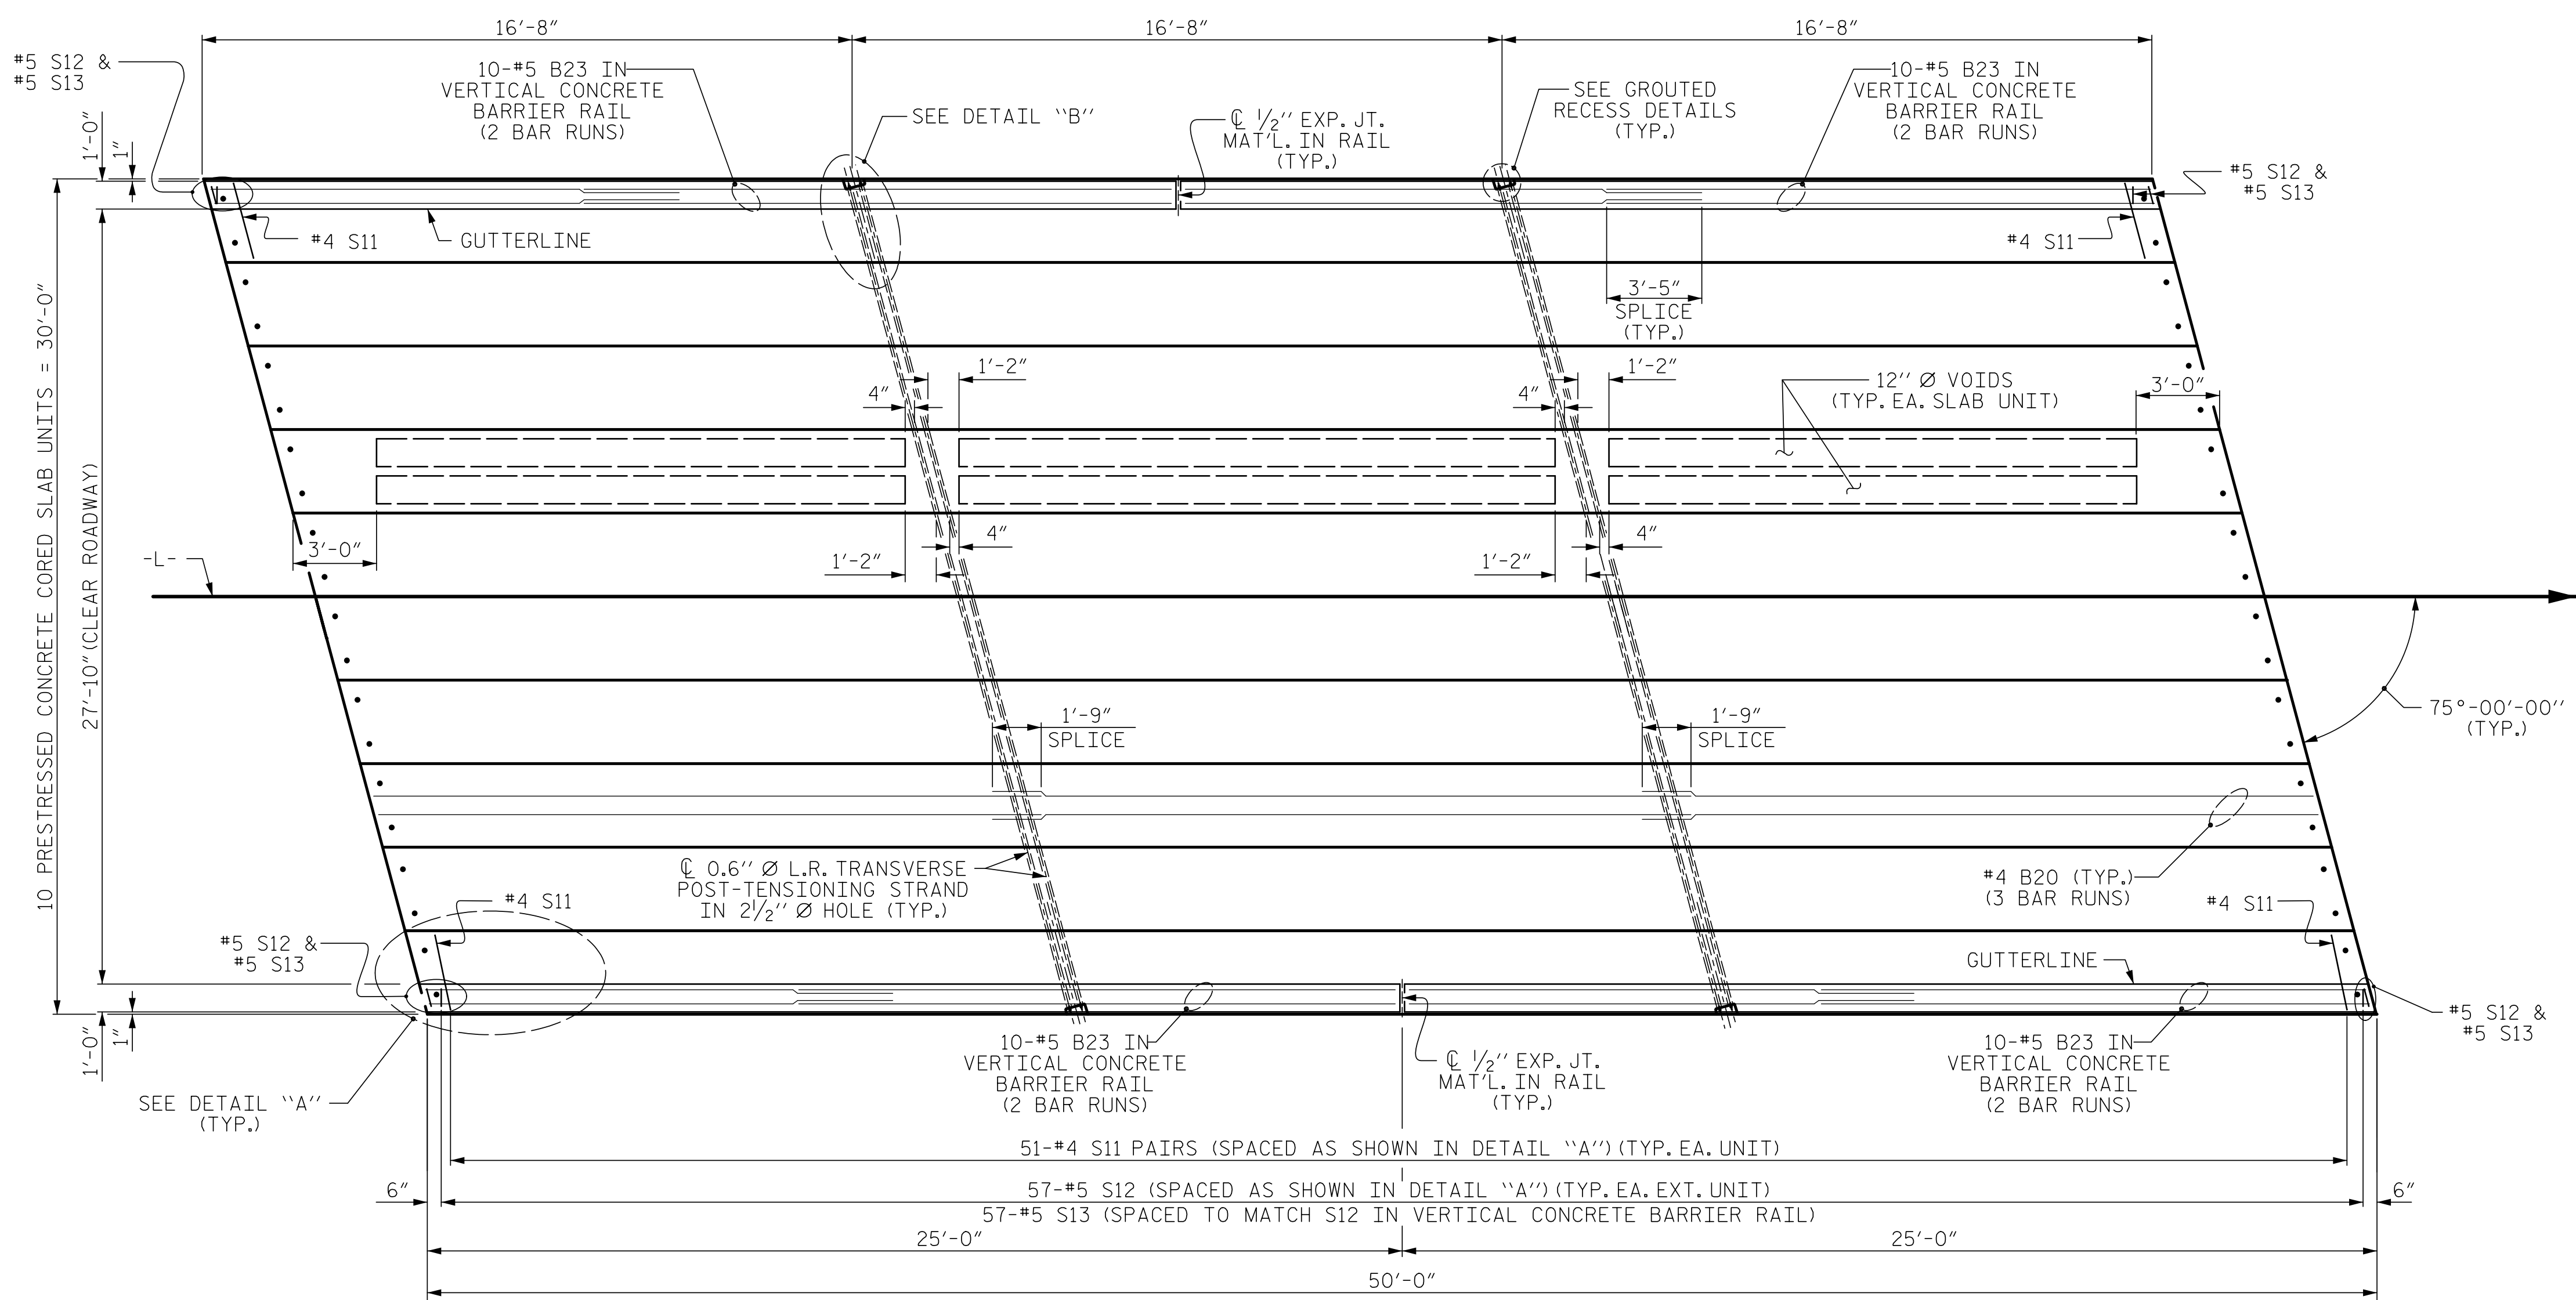 16'-8"
16'-8"
16'-8"
#5 S12 &
#5 S13
10-#5 B23 IN
VERTICAL CONCRETE
BARRIER RAIL
(2 BAR RUNS)
SEE DETAIL "B"
℄ 1/2" EXP. JT.
MAT'L. IN RAIL
(TYP.)
SEE GROUTED
RECESS DETAILS
(TYP.)
10-#5 B23 IN
VERTICAL CONCRETE
BARRIER RAIL
(2 BAR RUNS)
#5 S12 &
#5 S13
1'-0"
1"
#4 S11
GUTTERLINE
#4 S11
3'-5"
SPLICE
(TYP.)
1'-2"
4"
1'-2"
4"
12" Ø VOIDS
(TYP. EA. SLAB UNIT)
3'-0"
10 PRESTRESSED CONCRETE CORED SLAB UNITS = 30'-0"
27'-10" (CLEAR ROADWAY)
-L-
3'-0"
4"
1'-2"
4"
1'-2"
75°-00'-00"
(TYP.)
1'-9"
SPLICE
1'-9"
SPLICE
℄ 0.6" Ø L.R. TRANSVERSE
POST-TENSIONING STRAND
IN 2 1/2" Ø HOLE (TYP.)
#4 B20 (TYP.)
(3 BAR RUNS)
#4 S11
#4 S11
#5 S12 &
#5 S13
GUTTERLINE
1'-0"
1"
#5 S12 &
#5 S13
10-#5 B23 IN
VERTICAL CONCRETE
BARRIER RAIL
(2 BAR RUNS)
℄ 1/2" EXP. JT.
MAT'L. IN RAIL
(TYP.)
10-#5 B23 IN
VERTICAL CONCRETE
BARRIER RAIL
(2 BAR RUNS)
SEE DETAIL "A"
(TYP.)
51-#4 S11 PAIRS (SPACED AS SHOWN IN DETAIL "A") (TYP. EA. UNIT)
6"
57-#5 S12 (SPACED AS SHOWN IN DETAIL "A") (TYP. EA. EXT. UNIT)
6"
57-#5 S13 (SPACED TO MATCH S12 IN VERTICAL CONCRETE BARRIER RAIL)
25'-0"
25'-0"
50'-0"